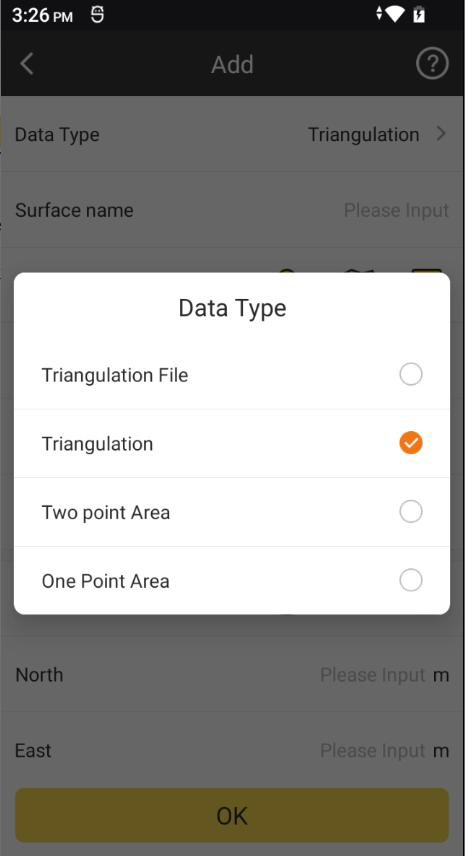 3:26 PM
Add
Data Type Triangulation
Surface name Please Input
Data Type
Triangulation File
Triangulation
Two point Area
One Point Area
North Please Input m
East Please Input m
OK